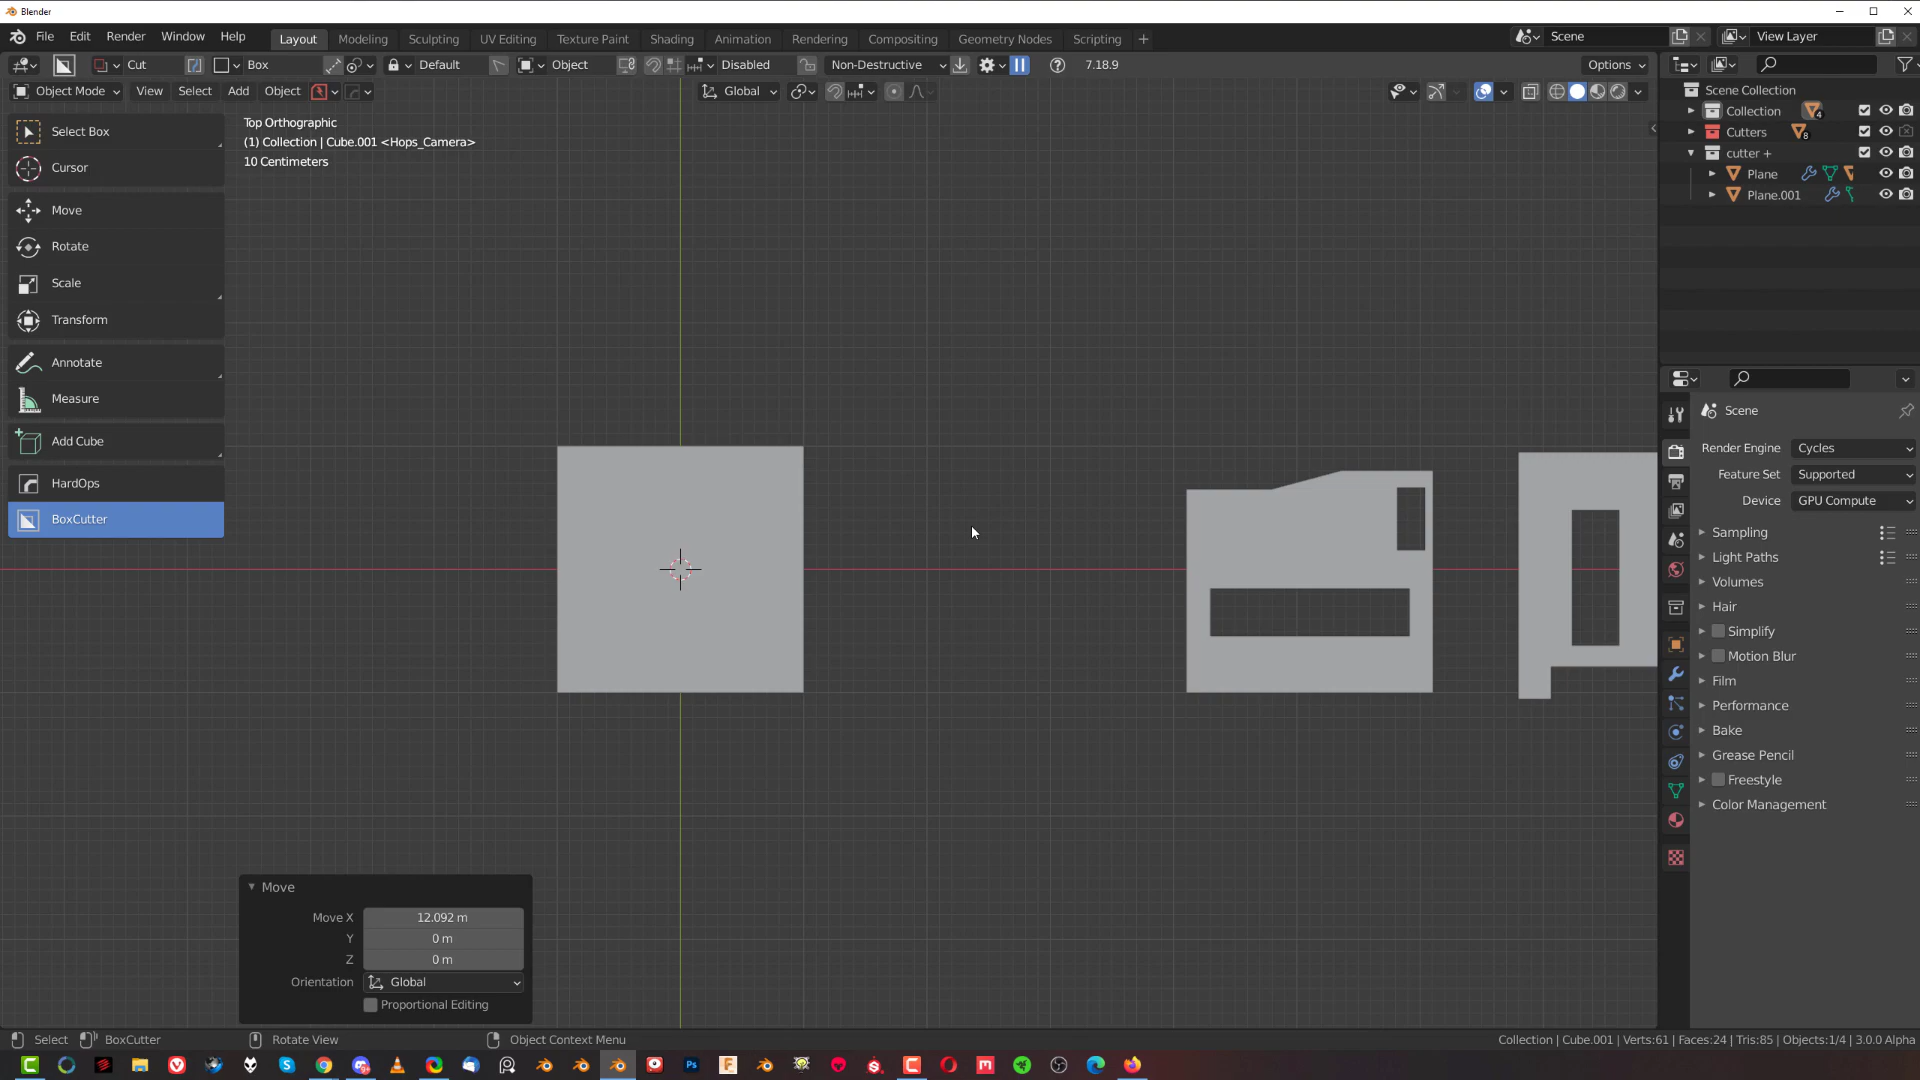 Blender
File Edit Render Window Help Layout Modeling Sculpting UV Editing Texture Paint Shading Animation Rendering Compositing Geometry Nodes Scripting + Scene View Layer
Cut Box Default Object Disabled Non-Destructive 7.18.9 Options
Object Mode View Select Add Object Global
Select Box
Cursor
Move
Rotate
Scale
Transform
Annotate
Measure
Add Cube
HardOps
BoxCutter
Top Orthographic
(1) Collection | Cube.001 <Hops_Camera>
10 Centimeters
Scene Collection
Collection 4
Cutters 8
cutter +
Plane
Plane.001
Scene
Render Engine Cycles
Feature Set Supported
Device GPU Compute
Sampling
Light Paths
Volumes
Hair
Simplify
Motion Blur
Film
Performance
Bake
Grease Pencil
Freestyle
Color Management
Move
Move X 12.092 m
Y 0 m
Z 0 m
Orientation Global
Proportional Editing
Select BoxCutter Rotate View Object Context Menu Collection | Cube.001 | Verts:61 | Faces:24 | Tris:85 | Objects:1/4 | 3.0.0 Alpha